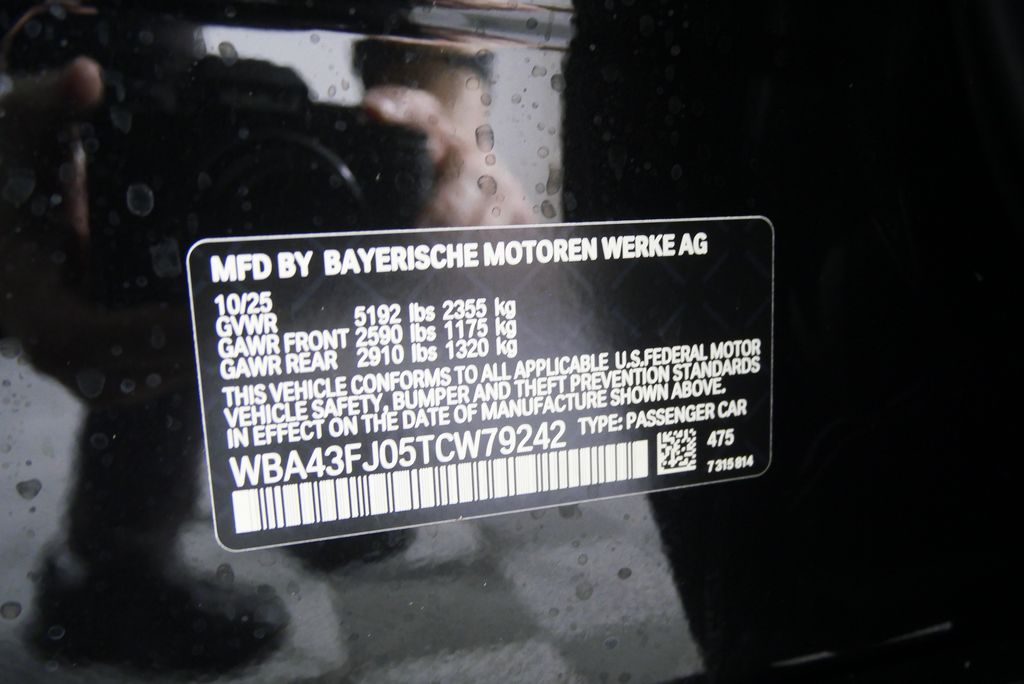 MFD BY BAYERISCHE MOTOREN WERKE AG
10/25
GVWR 5192 lbs 2355 kg
GAWR FRONT 2590 lbs 1175 kg
GAWR REAR 2910 lbs 1320 kg
THIS VEHICLE CONFORMS TO ALL APPLICABLE U.S.FEDERAL MOTOR
VEHICLE SAFETY, BUMPER AND THEFT PREVENTION STANDARDS
IN EFFECT ON THE DATE OF MANUFACTURE SHOWN ABOVE.
WBA43FJ05TCW79242 TYPE: PASSENGER CAR
475
7315814